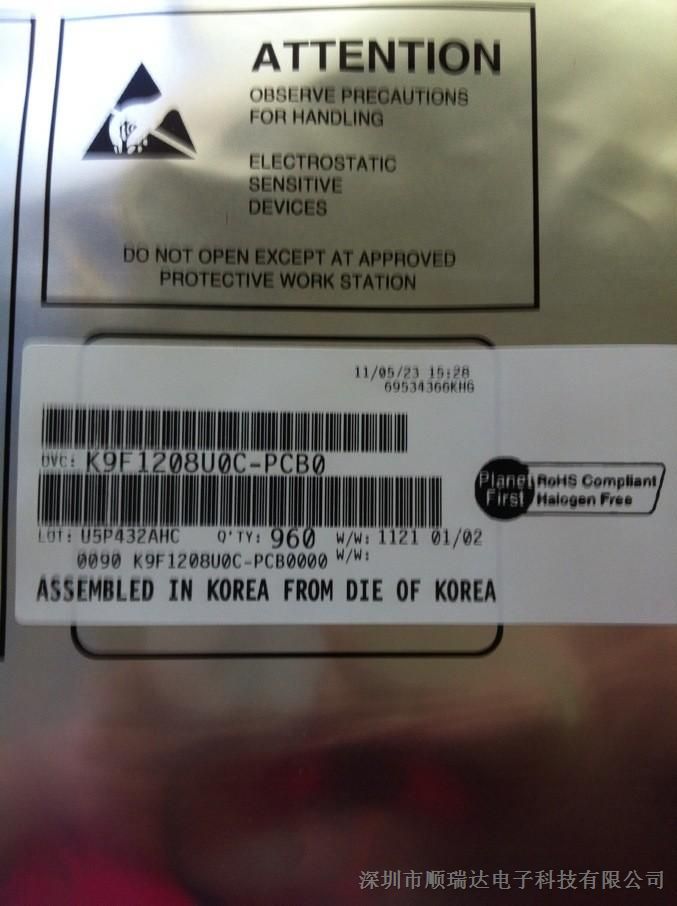 ATTENTION
OBSERVE PRECAUTIONS
FOR HANDLING
ELECTROSTATIC
SENSITIVE
DEVICES
DO NOT OPEN EXCEPT AT APPROVED
PROTECTIVE WORK STATION
11/05/23 15:28
69534366KHG
DVC: K9F1208U0C-PCB0
Planet First RoHS Compliant
Halogen Free
LOT: U5P432AHC Q'TY: 960 W/W: 1121 01/02
0090 K9F1208U0C-PCB0000 W/W:
ASSEMBLED IN KOREA FROM DIE OF KOREA
深圳市顺瑞达电子科技有限公司